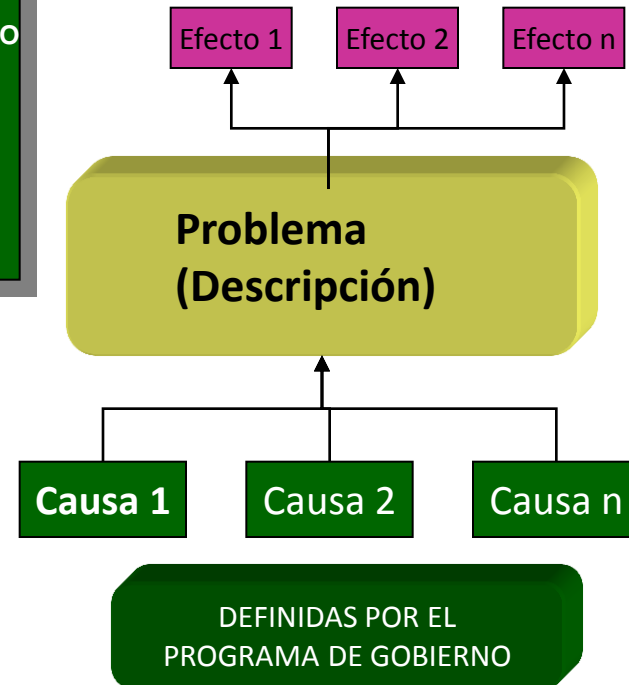 O
Efecto 1
Efecto 2
Efecto n
Problema
(Descripción)
Causa 1
Causa 2
Causa n
DEFINIDAS POR EL
PROGRAMA DE GOBIERNO